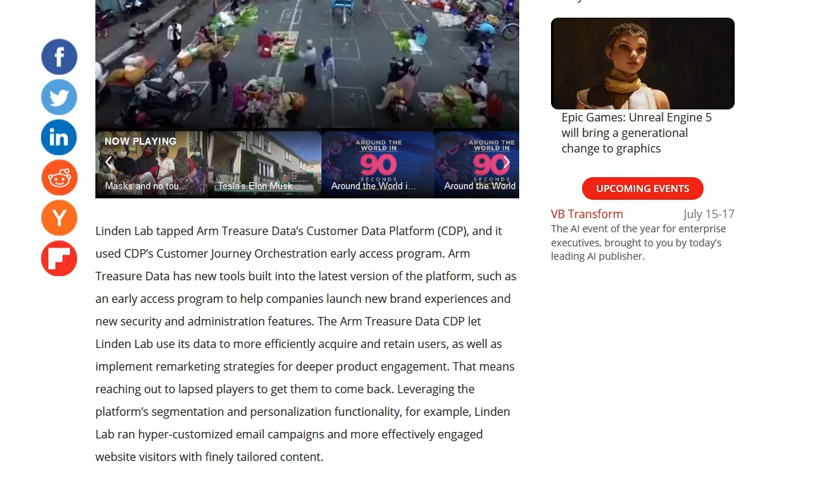 NOW PLAYING
Masks and no tou...
Tesla's Elon Musk ...
AROUND THE
WORLD IN
90
SECONDS
Around the World i...
AROUND THE
WORLD IN
90
SECONDS
Around the World
Linden Lab tapped Arm Treasure Data’s Customer Data Platform (CDP), and it
used CDP’s Customer Journey Orchestration early access program. Arm
Treasure Data has new tools built into the latest version of the platform, such as
an early access program to help companies launch new brand experiences and
new security and administration features. The Arm Treasure Data CDP let
Linden Lab use its data to more efficiently acquire and retain users, as well as
implement remarketing strategies for deeper product engagement. That means
reaching out to lapsed players to get them to come back. Leveraging the
platform’s segmentation and personalization functionality, for example, Linden
Lab ran hyper-customized email campaigns and more effectively engaged
website visitors with finely tailored content.
Epic Games: Unreal Engine 5
will bring a generational
change to graphics
UPCOMING EVENTS
VB Transform July 15-17
The AI event of the year for enterprise
executives, brought to you by today’s
leading AI publisher.